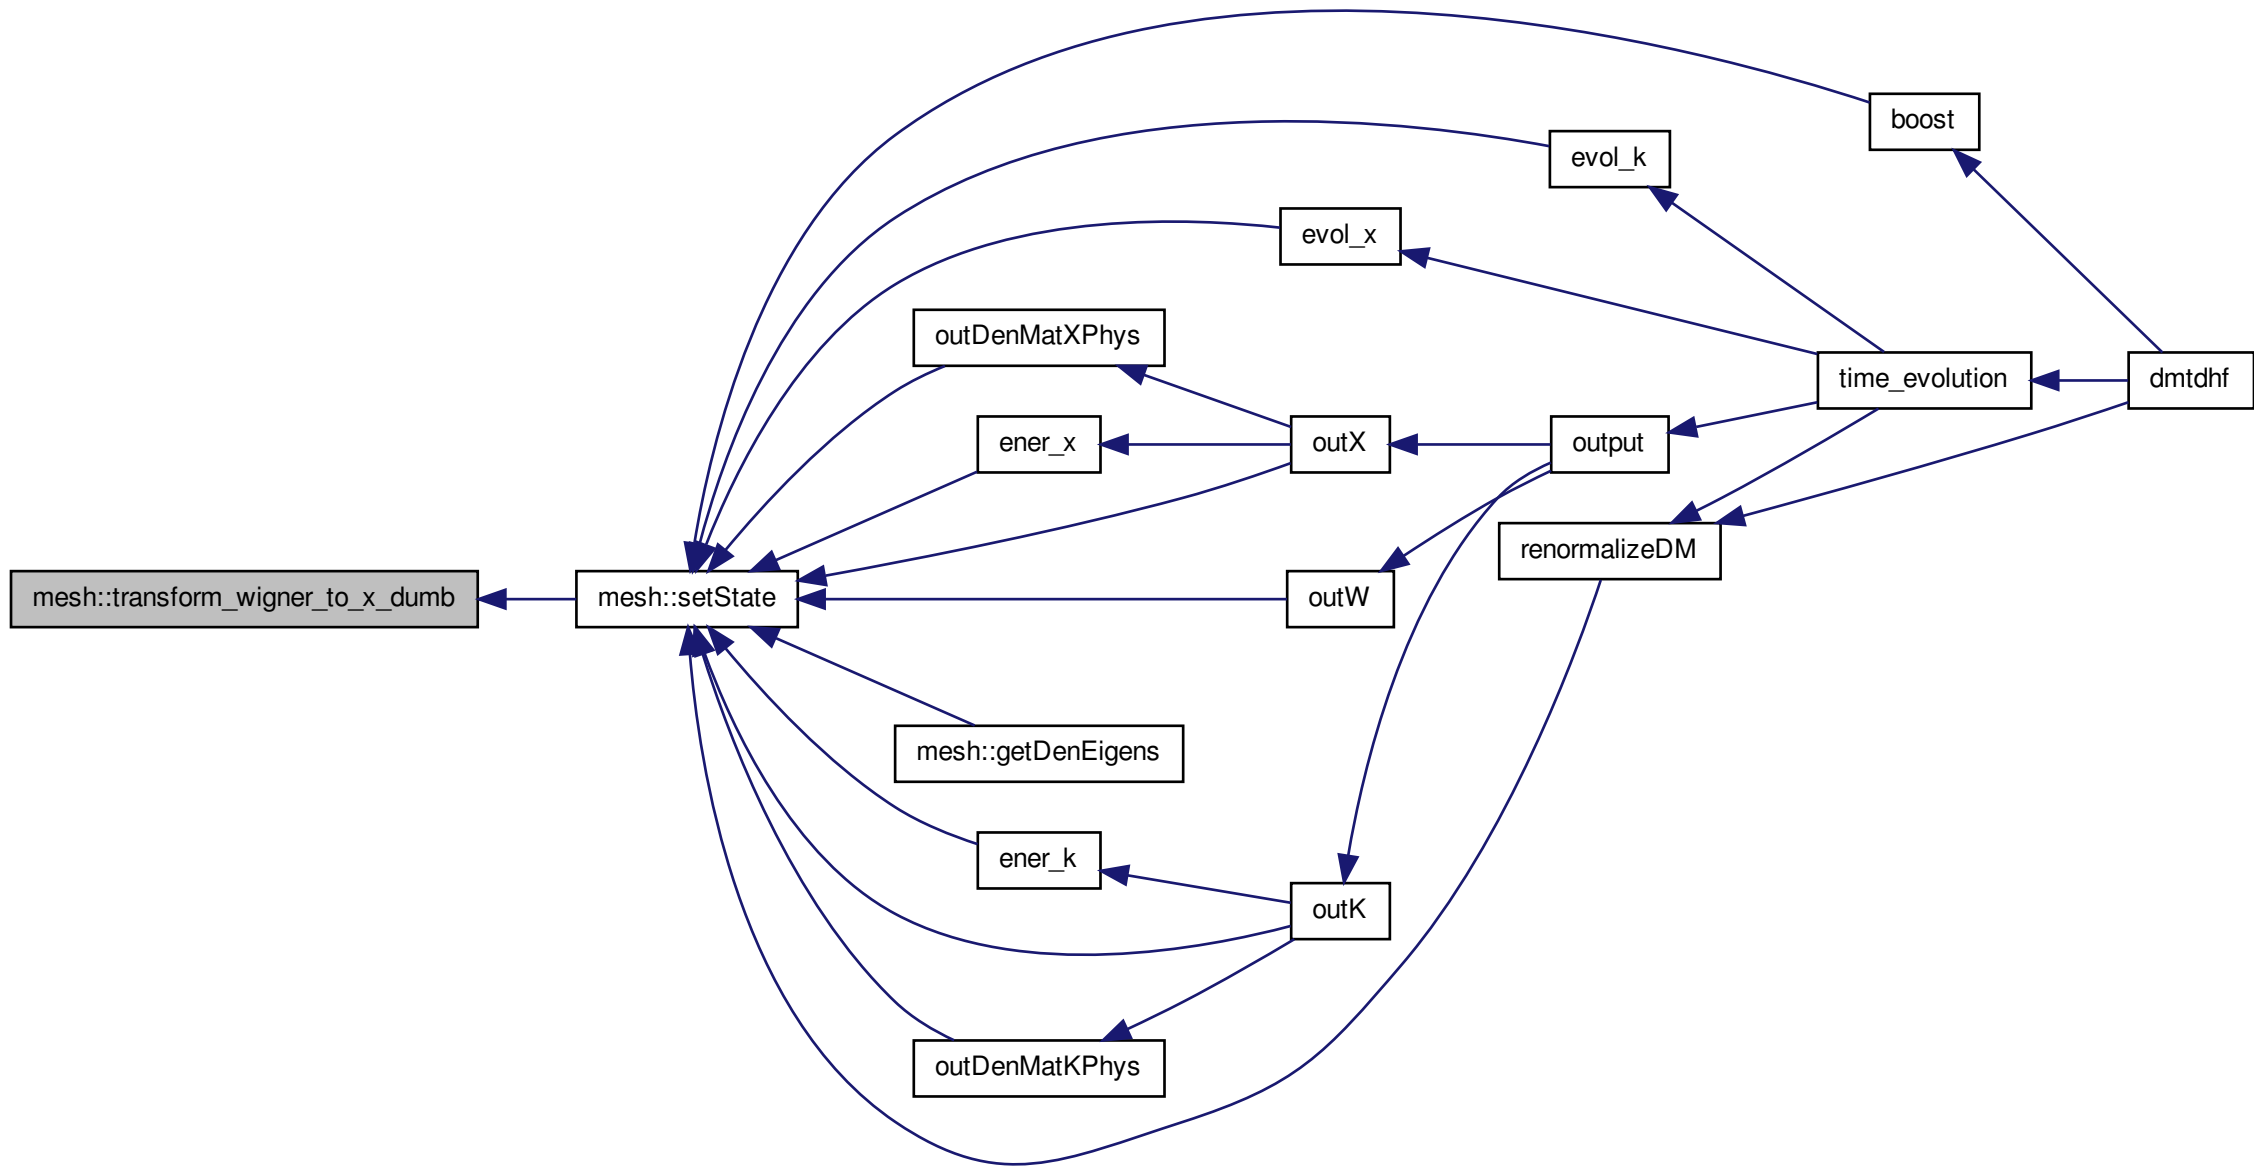 boost
evol_k
evol_x
outDenMatXPhys
time_evolution
dmtdhf
ener_x
outX
output
renormalizeDM
mesh::transform_wigner_to_x_dumb
mesh::setState
outW
mesh::getDenEigens
ener_k
outK
outDenMatKPhys